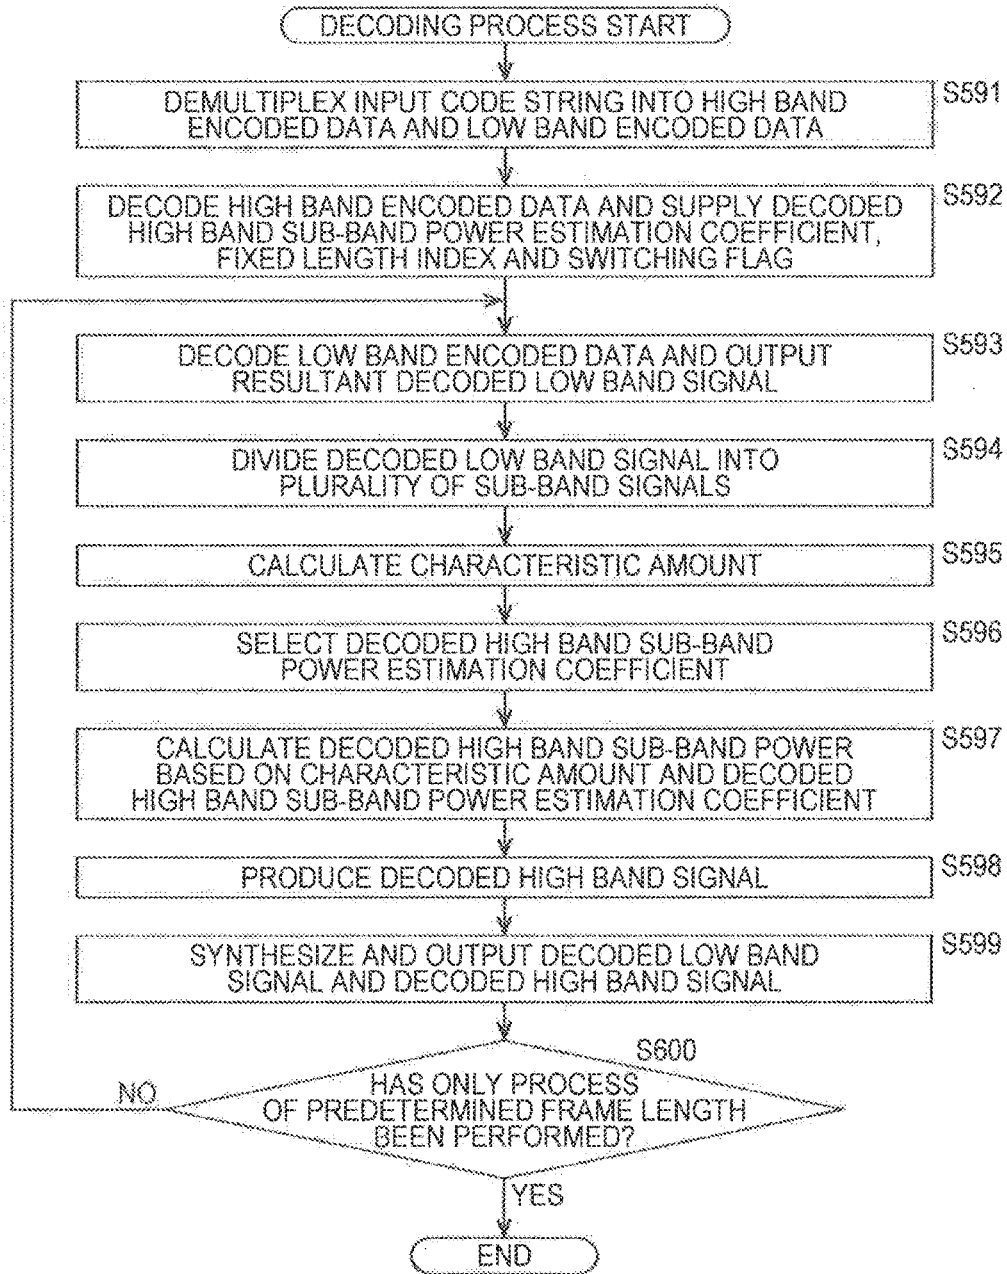 DECODING PROCESS START
S591
DEMULTIPLEX INPUT CODE STRING INTO HIGH BAND
ENCODED DATA AND LOW BAND ENCODED DATA
S592
DECODE HIGH BAND ENCODED DATA AND SUPPLY DECODED
HIGH BAND SUB-BAND POWER ESTIMATION COEFFICIENT,
FIXED LENGTH INDEX AND SWITCHING FLAG
S593
DECODE LOW BAND ENCODED DATA AND OUTPUT
RESULTANT DECODED LOW BAND SIGNAL
S594
DIVIDE DECODED LOW BAND SIGNAL INTO
PLURALITY OF SUB-BAND SIGNALS
S595
CALCULATE CHARACTERISTIC AMOUNT
S596
SELECT DECODED HIGH BAND SUB-BAND
POWER ESTIMATION COEFFICIENT
S597
CALCULATE DECODED HIGH BAND SUB-BAND POWER
BASED ON CHARACTERISTIC AMOUNT AND DECODED
HIGH BAND SUB-BAND POWER ESTIMATION COEFFICIENT
S598
PRODUCE DECODED HIGH BAND SIGNAL
S599
SYNTHESIZE AND OUTPUT DECODED LOW BAND
SIGNAL AND DECODED HIGH BAND SIGNAL
S600
NO
HAS ONLY PROCESS
OF PREDETERMINED FRAME LENGTH
BEEN PERFORMED?
YES
END